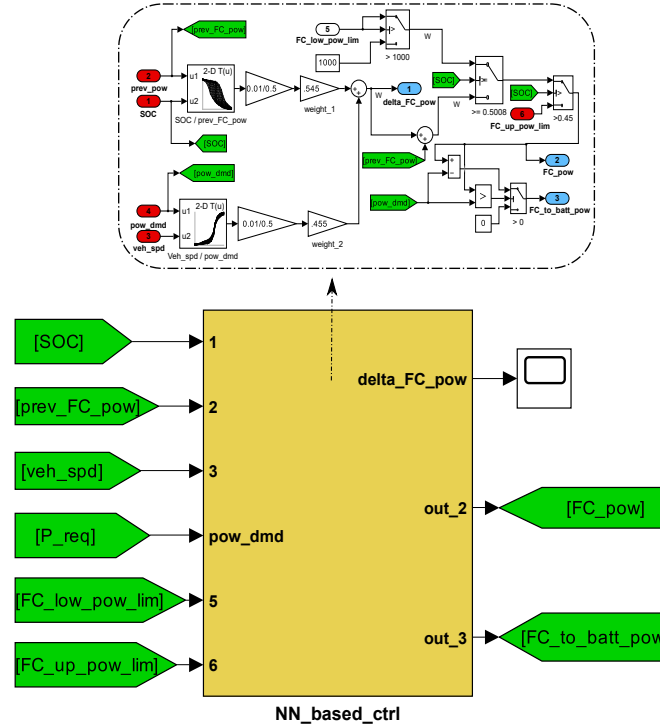 [prev_FC_pow]
5
FC_low_pow_lim
>
> 1000
1000
W
2
prev_pow
1
SOC
u1
u2
2-D T(u)
SOC / prev_FC_pow
0.01/0.5
.545
weight_1
W
1
delta_FC_pow
[SOC]
>=
>= 0.5008
W
[SOC]
>
>0.45
6
FC_up_pow_lim
[SOC]
[prev_FC_pow]
2
FC_pow
[pow_dmd]
4
pow_dmd
3
veh_spd
u1
u2
2-D T(u)
Veh_spd / pow_dmd
0.01/0.5
.455
weight_2
[pow_dmd]
+
−
>
0
>
> 0
3
FC_to_batt_pow
[SOC]
1
delta_FC_pow
[prev_FC_pow]
2
[veh_spd]
3
out_2
[FC_pow]
[P_req]
pow_dmd
[FC_low_pow_lim]
5
out_3
[FC_to_batt_pow
[FC_up_pow_lim]
6
NN_based_ctrl